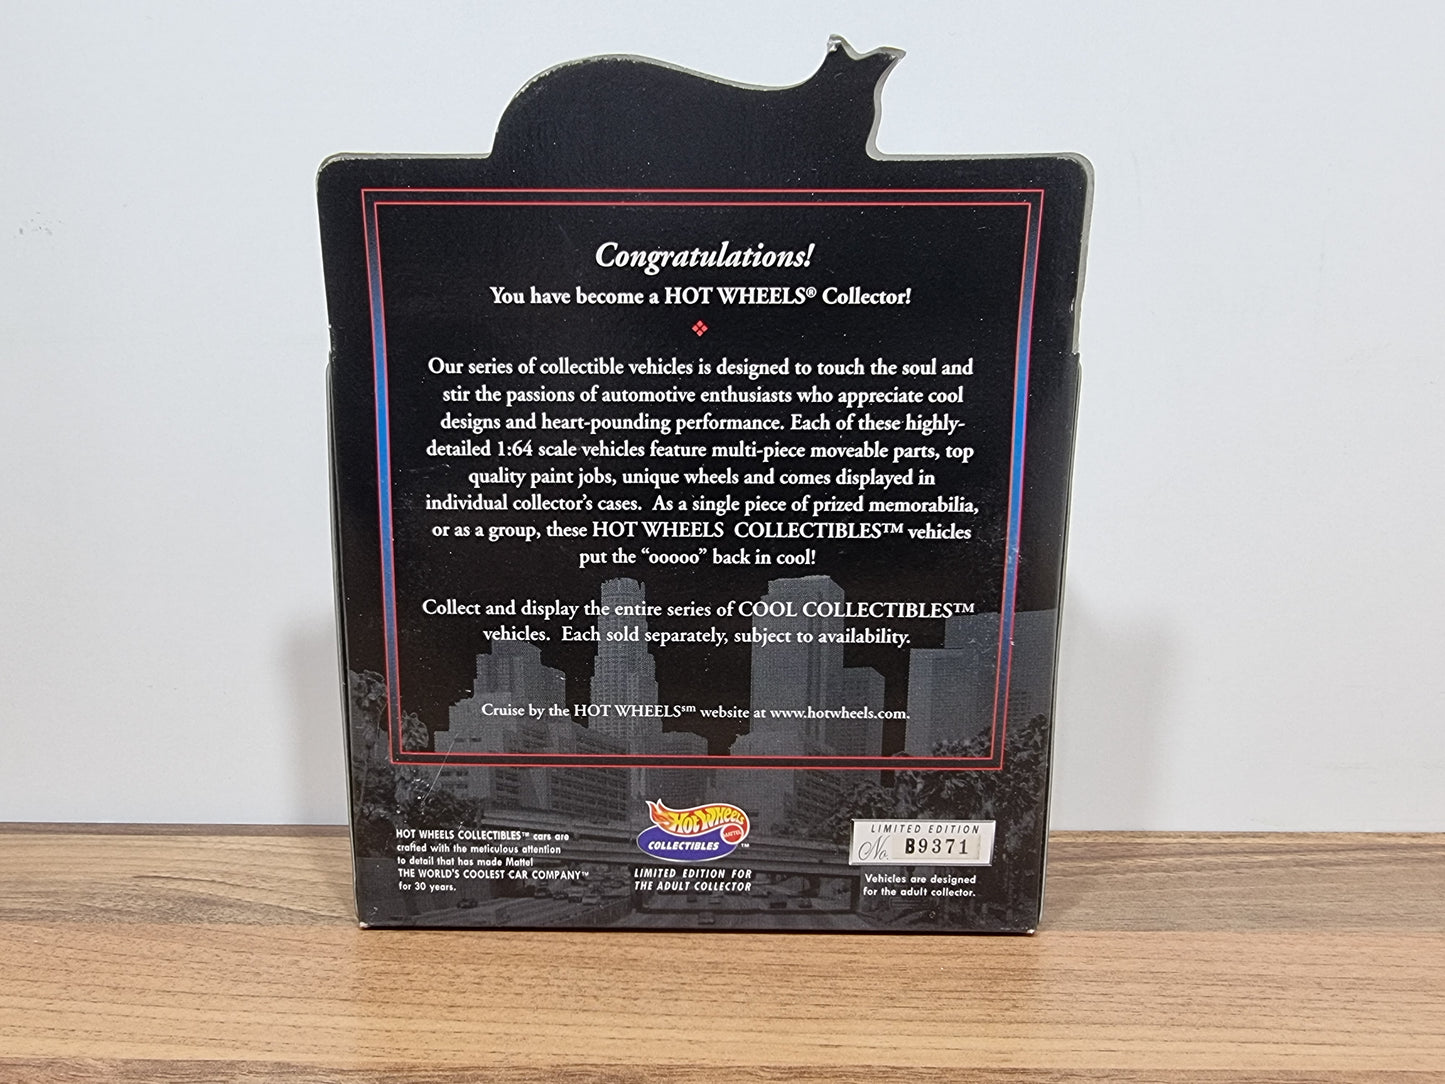 Congratulations!
You have become a HOT WHEELS® Collector!
Our series of collectible vehicles is designed to touch the soul and
stir the passions of automotive enthusiasts who appreciate cool
designs and heart-pounding performance. Each of these highly-
detailed 1:64 scale vehicles feature multi-piece moveable parts, top
quality paint jobs, unique wheels and comes displayed in
individual collector's cases. As a single piece of prized memorabilia,
or as a group, these HOT WHEELS COLLECTIBLES™ vehicles
put the “ooooo” back in cool!
Collect and display the entire series of COOL COLLECTIBLES™
vehicles. Each sold separately, subject to availability.
Cruise by the HOT WHEELS℠ website at www.hotwheels.com.
HOT WHEELS COLLECTIBLES™ cars are
crafted with the meticulous attention
to detail that has made Mattel
THE WORLD'S COOLEST CAR COMPANY™
for 30 years.
Hot Wheels
MATTEL
COLLECTIBLES ™
LIMITED EDITION FOR
THE ADULT COLLECTOR
LIMITED EDITION
No. B9371
Vehicles are designed
for the adult collector.